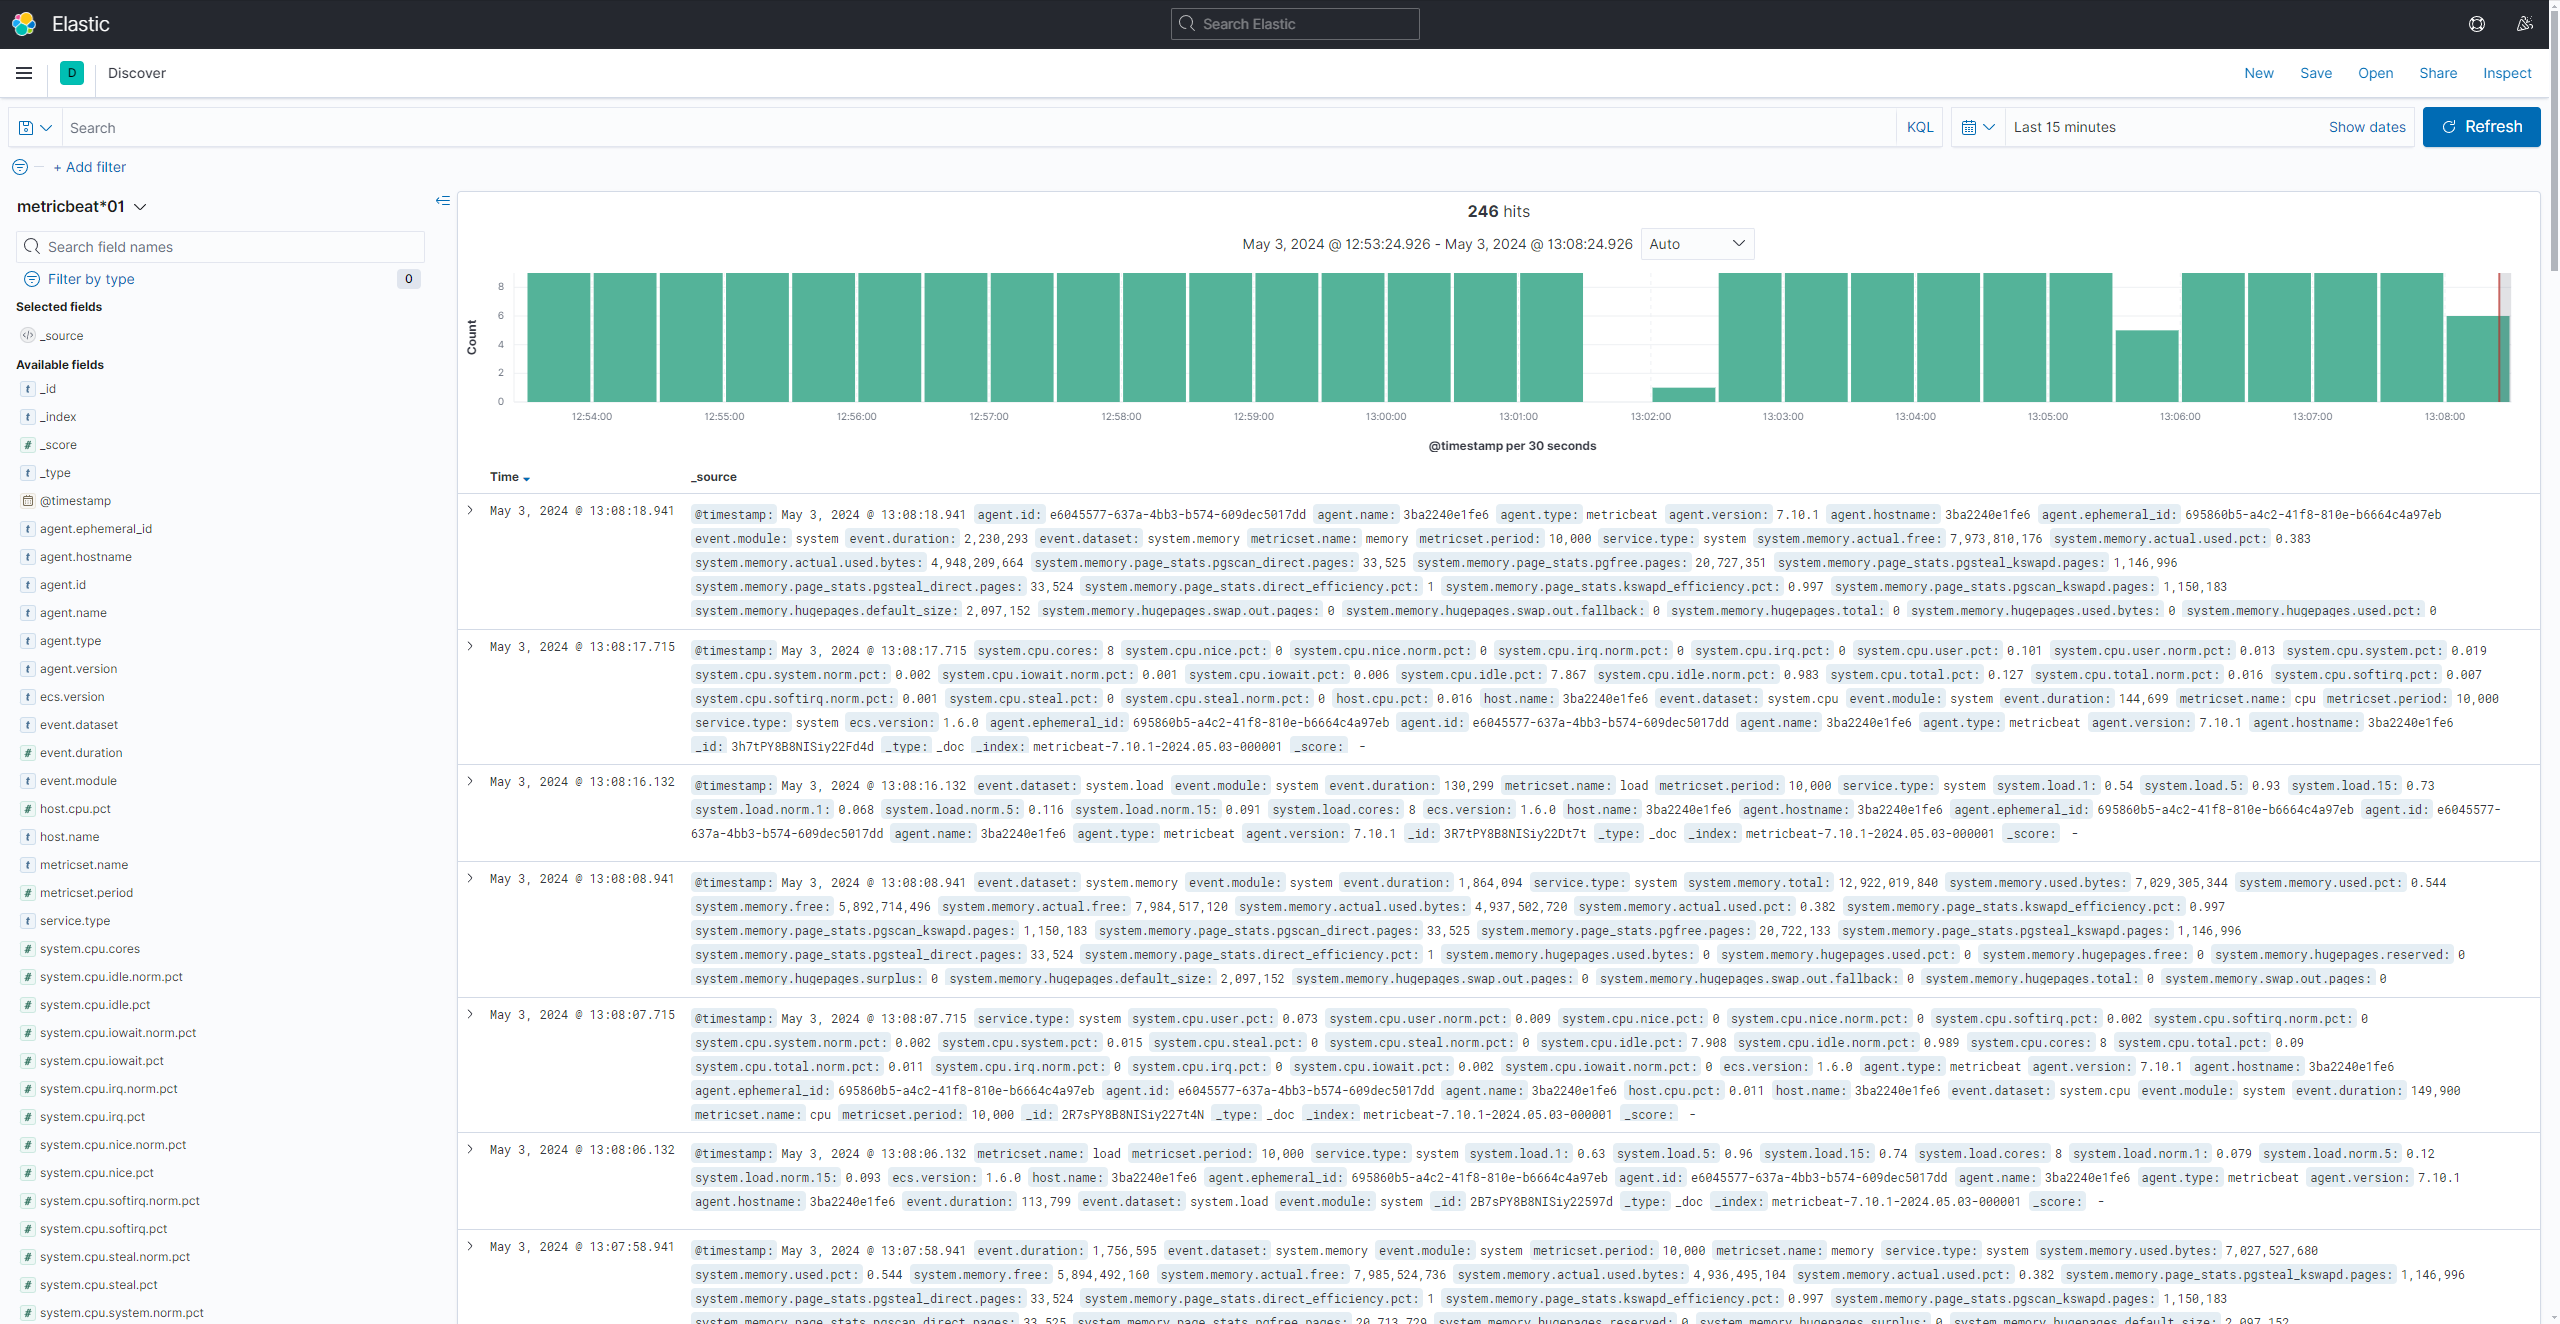 Elastic
Search Elastic
D
Discover
New Save Open Share Inspect
Search
KQL
Last 15 minutes
Show dates
Refresh
+ Add filter
metricbeat*01
Search field names
Filter by type
0
Selected fields
_source
Available fields
t _id
t _index
# _score
t _type
@timestamp
t agent.ephemeral_id
t agent.hostname
t agent.id
t agent.name
t agent.type
t agent.version
t ecs.version
t event.dataset
# event.duration
t event.module
# host.cpu.pct
t host.name
t metricset.name
# metricset.period
t service.type
# system.cpu.cores
# system.cpu.idle.norm.pct
# system.cpu.idle.pct
# system.cpu.iowait.norm.pct
# system.cpu.iowait.pct
# system.cpu.irq.norm.pct
# system.cpu.irq.pct
# system.cpu.nice.norm.pct
# system.cpu.nice.pct
# system.cpu.softirq.norm.pct
# system.cpu.softirq.pct
# system.cpu.steal.norm.pct
# system.cpu.steal.pct
# system.cpu.system.norm.pct
246 hits
May 3, 2024 @ 12:53:24.926 - May 3, 2024 @ 13:08:24.926
Auto
Count
8
6
4
2
0
12:54:00 12:55:00 12:56:00 12:57:00 12:58:00 12:59:00 13:00:00 13:01:00 13:02:00 13:03:00 13:04:00 13:05:00 13:06:00 13:07:00 13:08:00
@timestamp per 30 seconds
Time _source
May 3, 2024 @ 13:08:18.941 @timestamp: May 3, 2024 @ 13:08:18.941 agent.id: e6045577-637a-4bb3-b574-609dec5017dd agent.name: 3ba2240e1fe6 agent.type: metricbeat agent.version: 7.10.1 agent.hostname: 3ba2240e1fe6 agent.ephemeral_id: 695860b5-a4c2-41f8-810e-b6664c4a97eb
event.module: system event.duration: 2,230,293 event.dataset: system.memory metricset.name: memory metricset.period: 10,000 service.type: system system.memory.actual.free: 7,973,810,176 system.memory.actual.used.pct: 0.383
system.memory.actual.used.bytes: 4,948,209,664 system.memory.page_stats.pgscan_direct.pages: 33,525 system.memory.page_stats.pgfree.pages: 20,727,351 system.memory.page_stats.pgsteal_kswapd.pages: 1,146,996
system.memory.page_stats.pgsteal_direct.pages: 33,524 system.memory.page_stats.direct_efficiency.pct: 1 system.memory.page_stats.kswapd_efficiency.pct: 0.997 system.memory.page_stats.pgscan_kswapd.pages: 1,150,183
system.memory.hugepages.default_size: 2,097,152 system.memory.hugepages.swap.out.pages: 0 system.memory.hugepages.swap.out.fallback: 0 system.memory.hugepages.total: 0 system.memory.hugepages.used.bytes: 0 system.memory.hugepages.used.pct: 0
May 3, 2024 @ 13:08:17.715 @timestamp: May 3, 2024 @ 13:08:17.715 system.cpu.cores: 8 system.cpu.nice.pct: 0 system.cpu.nice.norm.pct: 0 system.cpu.irq.norm.pct: 0 system.cpu.irq.pct: 0 system.cpu.user.pct: 0.101 system.cpu.user.norm.pct: 0.013 system.cpu.system.pct: 0.019
system.cpu.system.norm.pct: 0.002 system.cpu.iowait.norm.pct: 0.001 system.cpu.iowait.pct: 0.006 system.cpu.idle.pct: 7.867 system.cpu.idle.norm.pct: 0.983 system.cpu.total.pct: 0.127 system.cpu.total.norm.pct: 0.016 system.cpu.softirq.pct: 0.007
system.cpu.softirq.norm.pct: 0.001 system.cpu.steal.pct: 0 system.cpu.steal.norm.pct: 0 host.cpu.pct: 0.016 host.name: 3ba2240e1fe6 event.dataset: system.cpu event.module: system event.duration: 144,699 metricset.name: cpu metricset.period: 10,000
service.type: system ecs.version: 1.6.0 agent.ephemeral_id: 695860b5-a4c2-41f8-810e-b6664c4a97eb agent.id: e6045577-637a-4bb3-b574-609dec5017dd agent.name: 3ba2240e1fe6 agent.type: metricbeat agent.version: 7.10.1 agent.hostname: 3ba2240e1fe6
_id: 3h7tPY8B8NISiy22Fd4d _type: _doc _index: metricbeat-7.10.1-2024.05.03-000001 _score: -
May 3, 2024 @ 13:08:16.132 @timestamp: May 3, 2024 @ 13:08:16.132 event.dataset: system.load event.module: system event.duration: 130,299 metricset.name: load metricset.period: 10,000 service.type: system system.load.1: 0.54 system.load.5: 0.93 system.load.15: 0.73
system.load.norm.1: 0.068 system.load.norm.5: 0.116 system.load.norm.15: 0.091 system.load.cores: 8 ecs.version: 1.6.0 host.name: 3ba2240e1fe6 agent.hostname: 3ba2240e1fe6 agent.ephemeral_id: 695860b5-a4c2-41f8-810e-b6664c4a97eb agent.id: e6045577-
637a-4bb3-b574-609dec5017dd agent.name: 3ba2240e1fe6 agent.type: metricbeat agent.version: 7.10.1 _id: 3R7tPY8B8NISiy22Dt7t _type: _doc _index: metricbeat-7.10.1-2024.05.03-000001 _score: -
May 3, 2024 @ 13:08:08.941 @timestamp: May 3, 2024 @ 13:08:08.941 event.dataset: system.memory event.module: system event.duration: 1,864,094 service.type: system system.memory.total: 12,922,019,840 system.memory.used.bytes: 7,029,305,344 system.memory.used.pct: 0.544
system.memory.free: 5,892,714,496 system.memory.actual.free: 7,984,517,120 system.memory.actual.used.bytes: 4,937,502,720 system.memory.actual.used.pct: 0.382 system.memory.page_stats.kswapd_efficiency.pct: 0.997
system.memory.page_stats.pgscan_kswapd.pages: 1,150,183 system.memory.page_stats.pgscan_direct.pages: 33,525 system.memory.page_stats.pgfree.pages: 20,722,133 system.memory.page_stats.pgsteal_kswapd.pages: 1,146,996
system.memory.page_stats.pgsteal_direct.pages: 33,524 system.memory.page_stats.direct_efficiency.pct: 1 system.memory.hugepages.used.bytes: 0 system.memory.hugepages.used.pct: 0 system.memory.hugepages.free: 0 system.memory.hugepages.reserved: 0
system.memory.hugepages.surplus: 0 system.memory.hugepages.default_size: 2,097,152 system.memory.hugepages.swap.out.pages: 0 system.memory.hugepages.swap.out.fallback: 0 system.memory.hugepages.total: 0 system.memory.swap.out.pages: 0
May 3, 2024 @ 13:08:07.715 @timestamp: May 3, 2024 @ 13:08:07.715 service.type: system system.cpu.user.pct: 0.073 system.cpu.user.norm.pct: 0.009 system.cpu.nice.pct: 0 system.cpu.nice.norm.pct: 0 system.cpu.softirq.pct: 0.002 system.cpu.softirq.norm.pct: 0
system.cpu.system.norm.pct: 0.002 system.cpu.system.pct: 0.015 system.cpu.steal.pct: 0 system.cpu.steal.norm.pct: 0 system.cpu.idle.pct: 7.908 system.cpu.idle.norm.pct: 0.989 system.cpu.cores: 8 system.cpu.total.pct: 0.09
system.cpu.total.norm.pct: 0.011 system.cpu.irq.norm.pct: 0 system.cpu.irq.pct: 0 system.cpu.iowait.pct: 0.002 system.cpu.iowait.norm.pct: 0 ecs.version: 1.6.0 agent.type: metricbeat agent.version: 7.10.1 agent.hostname: 3ba2240e1fe6
agent.ephemeral_id: 695860b5-a4c2-41f8-810e-b6664c4a97eb agent.id: e6045577-637a-4bb3-b574-609dec5017dd agent.name: 3ba2240e1fe6 host.cpu.pct: 0.011 host.name: 3ba2240e1fe6 event.dataset: system.cpu event.module: system event.duration: 149,900
metricset.name: cpu metricset.period: 10,000 _id: 2R7sPY8B8NISiy227t4N _type: _doc _index: metricbeat-7.10.1-2024.05.03-000001 _score: -
May 3, 2024 @ 13:08:06.132 @timestamp: May 3, 2024 @ 13:08:06.132 metricset.name: load metricset.period: 10,000 service.type: system system.load.1: 0.63 system.load.5: 0.96 system.load.15: 0.74 system.load.cores: 8 system.load.norm.1: 0.079 system.load.norm.5: 0.12
system.load.norm.15: 0.093 ecs.version: 1.6.0 host.name: 3ba2240e1fe6 agent.ephemeral_id: 695860b5-a4c2-41f8-810e-b6664c4a97eb agent.id: e6045577-637a-4bb3-b574-609dec5017dd agent.name: 3ba2240e1fe6 agent.type: metricbeat agent.version: 7.10.1
agent.hostname: 3ba2240e1fe6 event.duration: 113,799 event.dataset: system.load event.module: system _id: 2B7sPY8B8NISiy22597d _type: _doc _index: metricbeat-7.10.1-2024.05.03-000001 _score: -
May 3, 2024 @ 13:07:58.941 @timestamp: May 3, 2024 @ 13:07:58.941 event.duration: 1,756,595 event.dataset: system.memory event.module: system metricset.period: 10,000 metricset.name: memory service.type: system system.memory.used.bytes: 7,027,527,680
system.memory.used.pct: 0.544 system.memory.free: 5,894,492,160 system.memory.actual.free: 7,985,524,736 system.memory.actual.used.bytes: 4,936,495,104 system.memory.actual.used.pct: 0.382 system.memory.page_stats.pgsteal_kswapd.pages: 1,146,996
system.memory.page_stats.pgsteal_direct.pages: 33,524 system.memory.page_stats.direct_efficiency.pct: 1 system.memory.page_stats.kswapd_efficiency.pct: 0.997 system.memory.page_stats.pgscan_kswapd.pages: 1,150,183
system.memory.page_stats.pgscan_direct.pages: 33,525 system.memory.page_stats.pgfree.pages: 20,713,729 system.memory.hugepages.reserved: 0 system.memory.hugepages.surplus: 0 system.memory.hugepages.default_size: 2,097,152